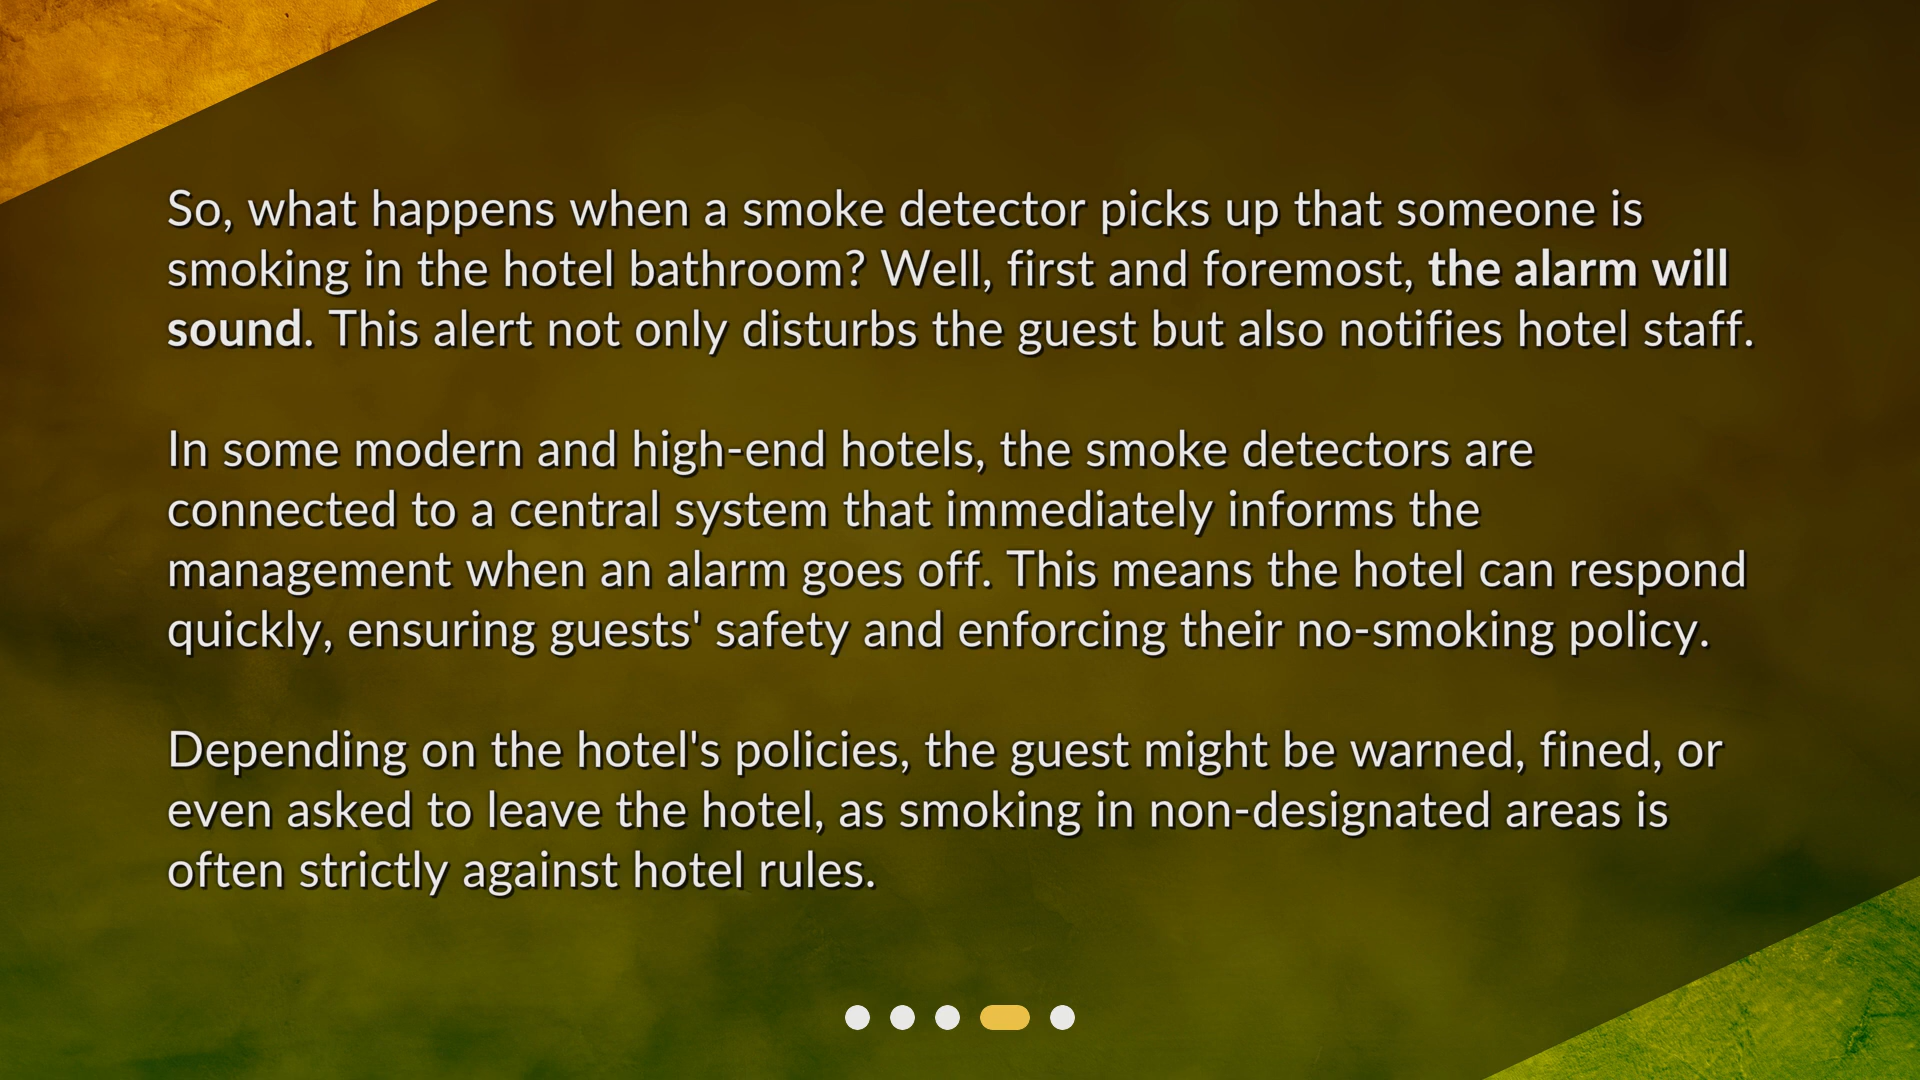 So, what happens when a smoke detector picks up that someone is
smoking in the hotel bathroom? Well, first and foremost, the alarm will
sound. This alert not only disturbs the guest but also notifies hotel staff.
In some modern and high-end hotels, the smoke detectors are
connected to a central system that immediately informs the
management when an alarm goes off. This means the hotel can respond
quickly, ensuring guests' safety and enforcing their no-smoking policy.
Depending on the hotel's policies, the guest might be warned, fined, or
even asked to leave the hotel, as smoking in non-designated areas is
often strictly against hotel rules.